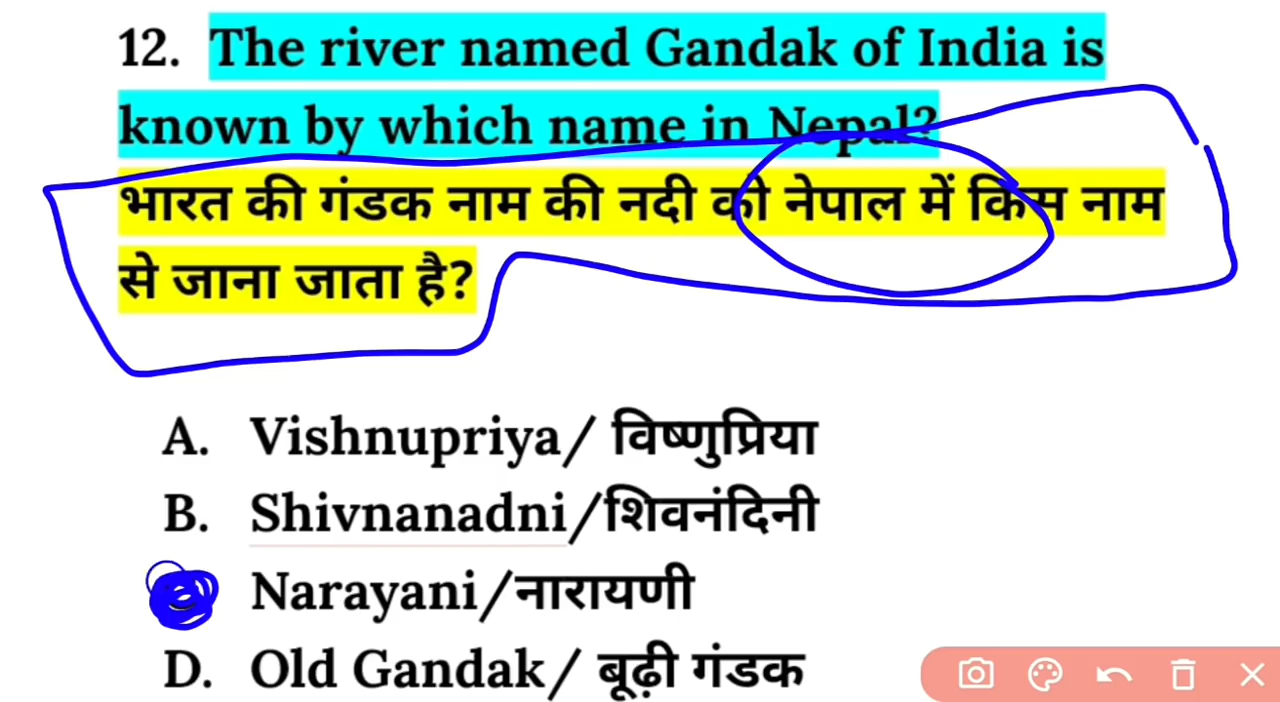 12. The river named Gandak of India is
known by which name in Nepal?
भारत की गंडक नाम की नदी को नेपाल में किस नाम
से जाना जाता है?
A. Vishnupriya/ विष्णुप्रिया
B. Shivnanadni/शिवनंदिनी
Narayani/नारायणी
D. Old Gandak/ बूढ़ी गंडक